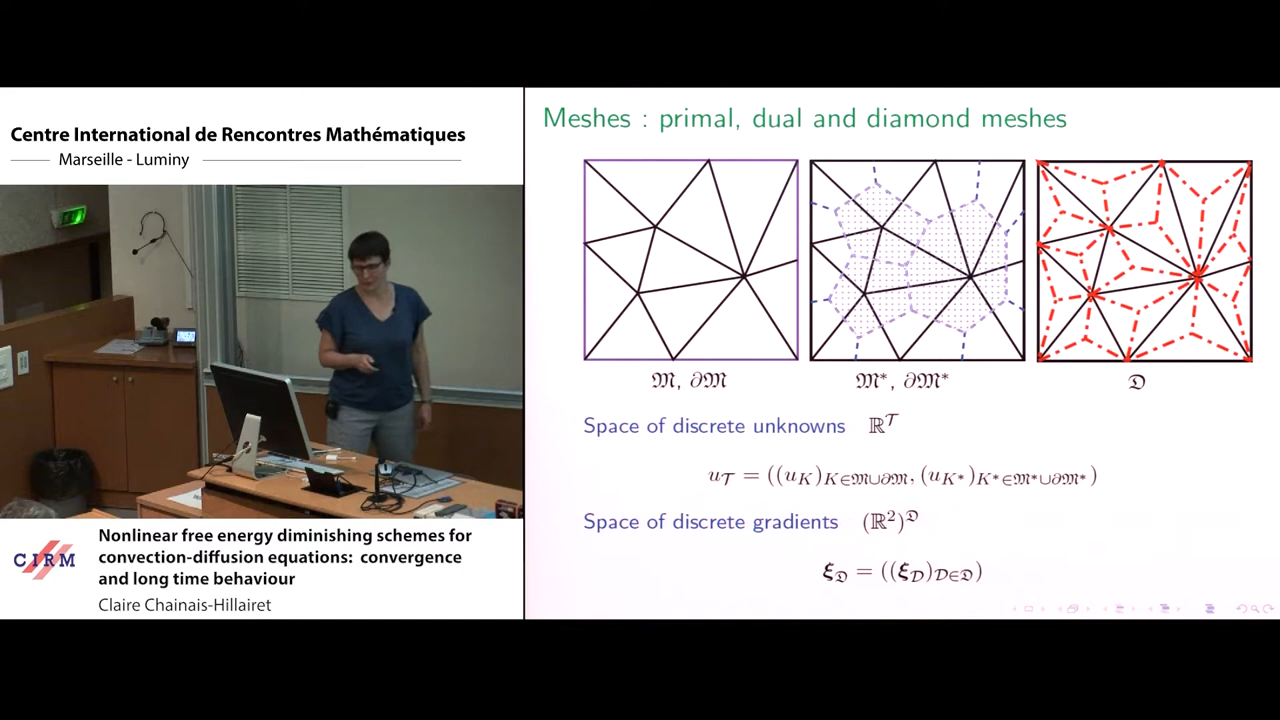 Centre International de Rencontres Mathématiques
Marseille - Luminy
CIRM
Nonlinear free energy diminishing schemes for
convection-diffusion equations: convergence
and long time behaviour
Claire Chainais-Hillairet
Meshes : primal, dual and diamond meshes
𝔐, ∂𝔐
𝔐*, ∂𝔐*
𝔇
Space of discrete unknowns ℝ^𝒯
u_𝒯 = ((u_K)_{K∈𝔐∪∂𝔐}, (u_{K*})_{K*∈𝔐*∪∂𝔐*})
Space of discrete gradients (ℝ²)^𝔇
ξ_𝔇 = ((ξ_𝒟)_{𝒟∈𝔇})